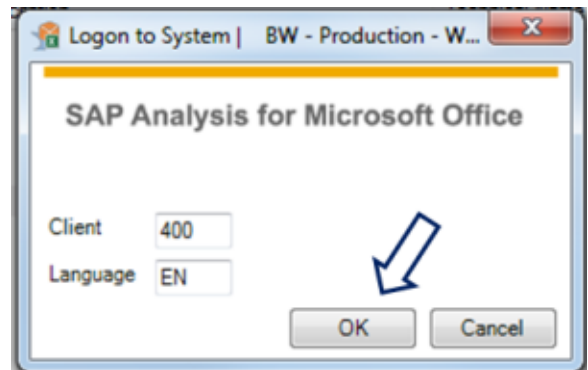 Logon to System | BW - Production - W...
SAP Analysis for Microsoft Office
Client 400
Language EN
OK Cancel